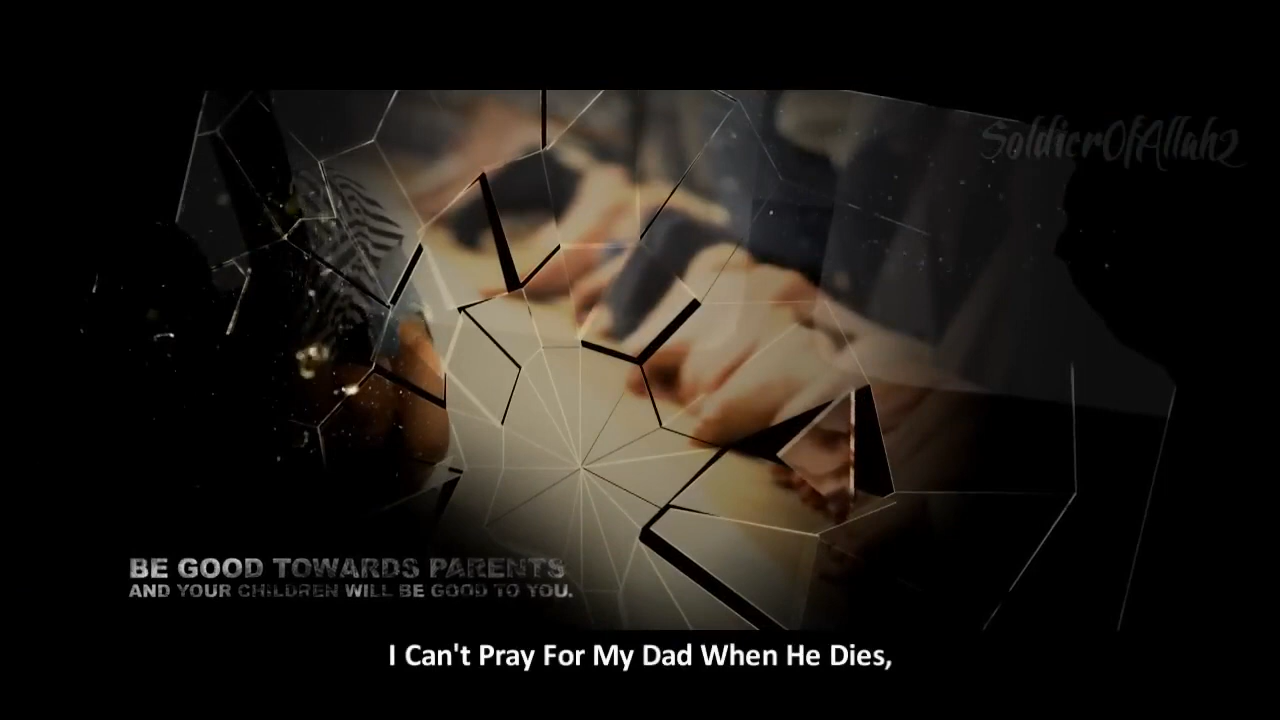 SoldierOfAllah2
BE GOOD TOWARDS PARENTS
AND YOUR CHILDREN WILL BE GOOD TO YOU.
I Can't Pray For My Dad When He Dies,